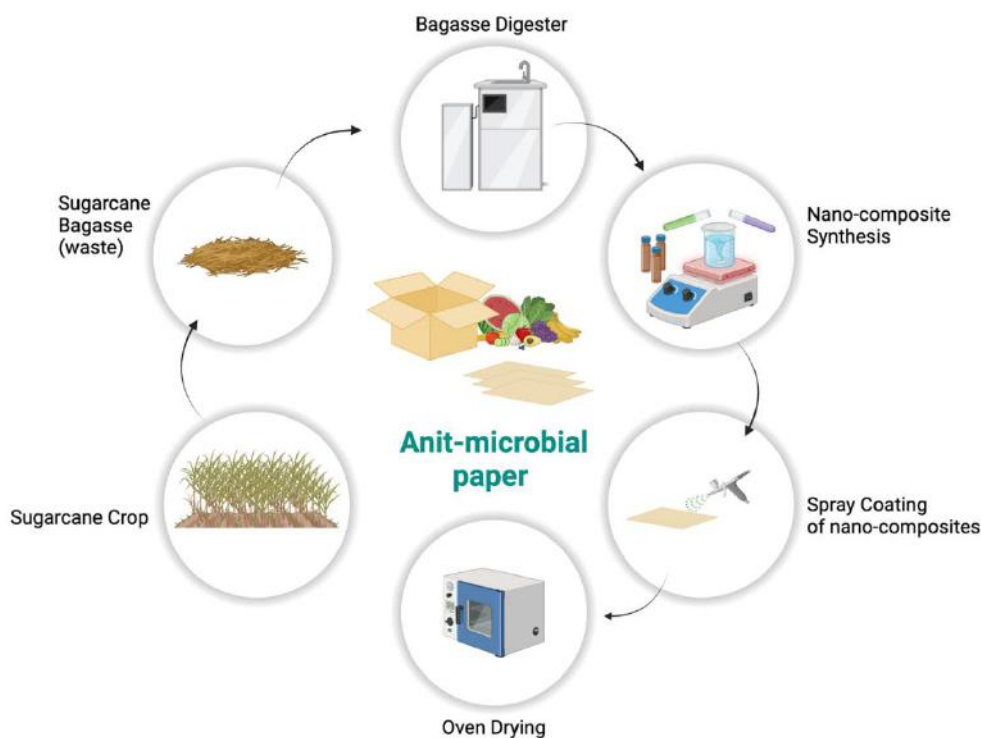 Bagasse Digester
Sugarcane
Bagasse
(waste)
Nano-composite
Synthesis
Anit-microbial
paper
Sugarcane Crop
Spray Coating
of nano-composites
Oven Drying